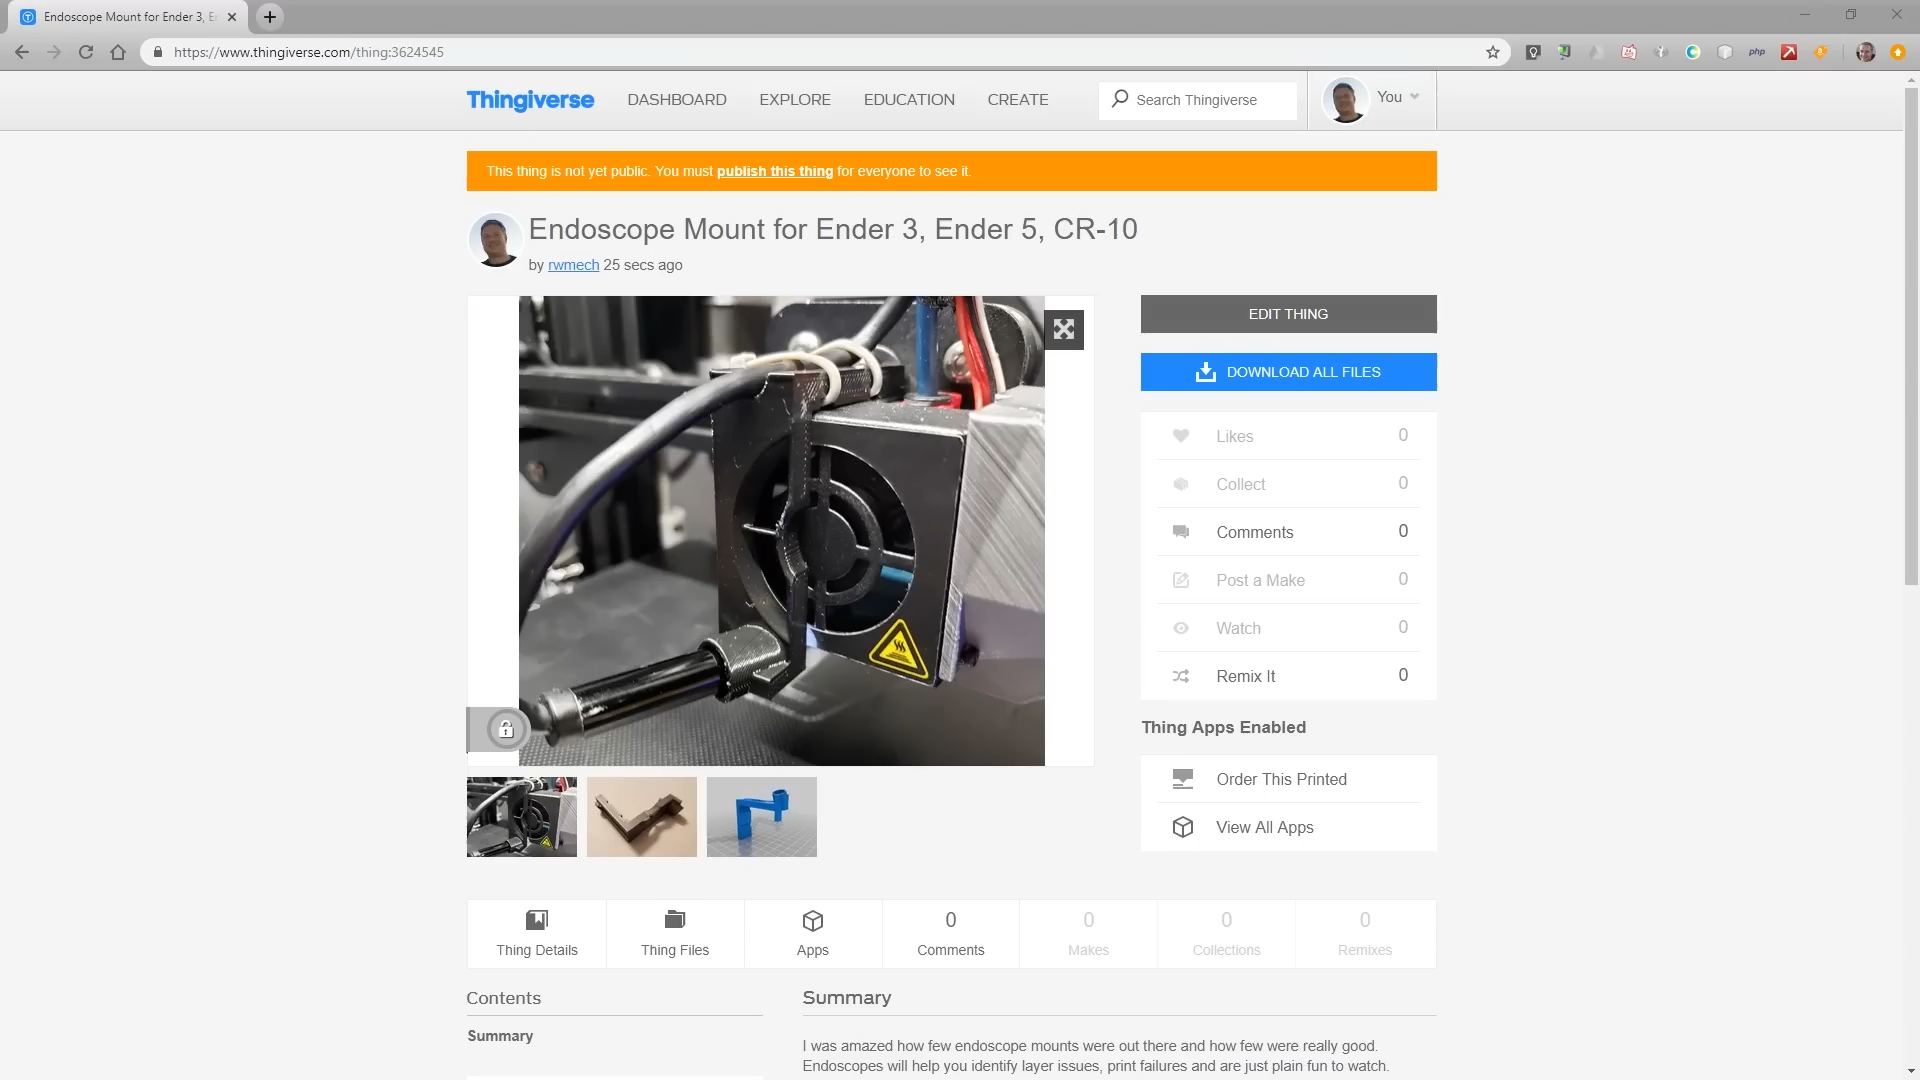 Endoscope Mount for Ender 3, E
https://www.thingiverse.com/thing:3624545
php
Thingiverse
DASHBOARD
EXPLORE
EDUCATION
CREATE
Search Thingiverse
You
This thing is not yet public. You must publish this thing for everyone to see it.
Endoscope Mount for Ender 3, Ender 5, CR-10
by rwmech 25 secs ago
EDIT THING
DOWNLOAD ALL FILES
Likes 0
Collect 0
Comments 0
Post a Make 0
Watch 0
Remix It 0
Thing Apps Enabled
Order This Printed
View All Apps
Thing Details
Thing Files
Apps
0
Comments
0
Makes
0
Collections
0
Remixes
Contents
Summary
Summary
I was amazed how few endoscope mounts were out there and how few were really good.
Endoscopes will help you identify layer issues, print failures and are just plain fun to watch.